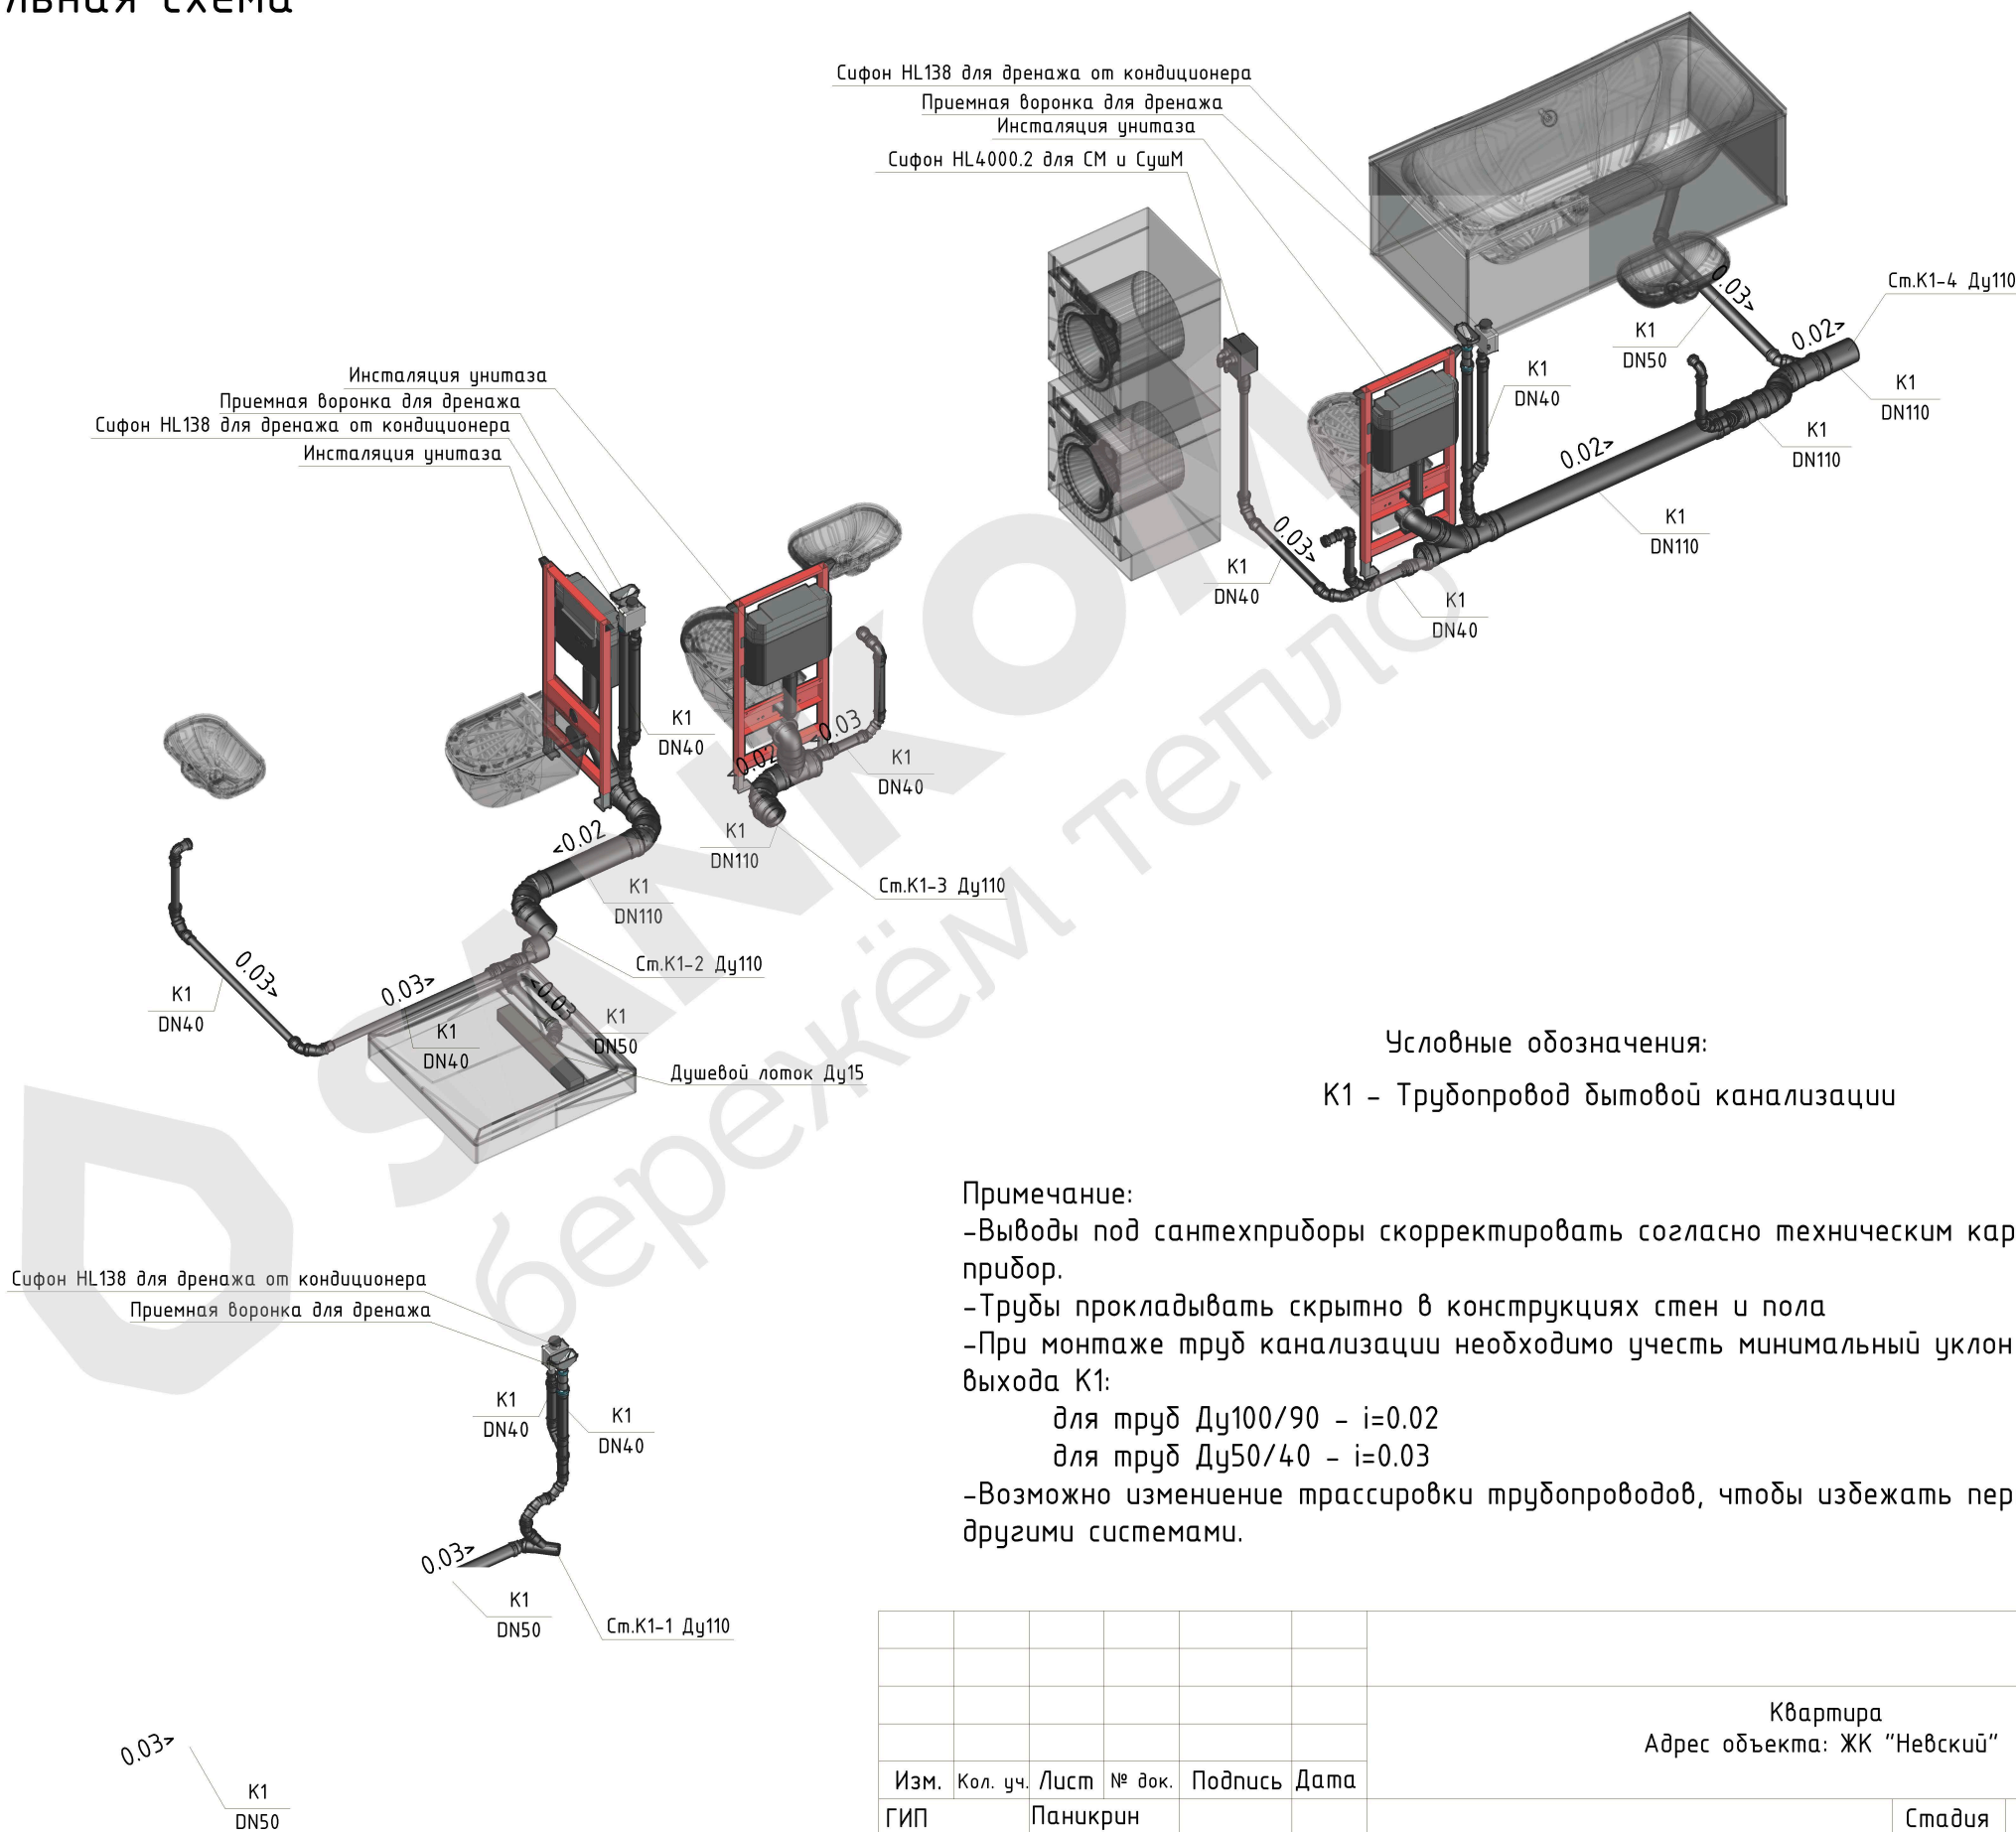 льная схема
Сифон HL138 для дренажа от кондиционера
Приемная воронка для дренажа
Инсталяция унитаза
Сифон HL4000.2 для СМ и СушМ
0.03>
Ст.К1-4 Ду110
К1
DN50
0.02>
К1
DN110
К1
DN40
К1
DN110
0.02>
К1
DN110
0.03>
К1
DN40
К1
DN40
Инсталяция унитаза
Приемная воронка для дренажа
Сифон HL138 для дренажа от кондиционера
Инсталяция унитаза
К1
DN40
0.03
0.02
К1
DN40
<0.02
К1
DN110
К1
DN110
Ст.К1-3 Ду110
Ст.К1-2 Ду110
0.03>
К1
DN40
0.03>
К1
DN40
<0.03
К1
DN50
Душевой лоток Ду15
SANKOM
бережём тепло
Условные обозначения:
К1 - Трубопровод бытовой канализации
Примечание:
-Выводы под сантехприборы скорректировать согласно техническим кар
прибор.
-Трубы прокладывать скрытно в конструкциях стен и пола
-При монтаже труб канализации необходимо учесть минимальный уклон
выхода К1:
для труб Ду100/90 - i=0.02
для труб Ду50/40 - i=0.03
-Возможно измениение трассировки трубопроводов, чтобы избежать пер
другими системами.
Сифон HL138 для дренажа от кондиционера
Приемная воронка для дренажа
К1
DN40
К1
DN40
0.03>
К1
DN50
Ст.К1-1 Ду110
0.03>
К1
DN50
Квартира
Адрес объекта: ЖК "Невский"
Изм. Кол. уч. Лист № док. Подпись Дата
ГИП Паникрин Стадия